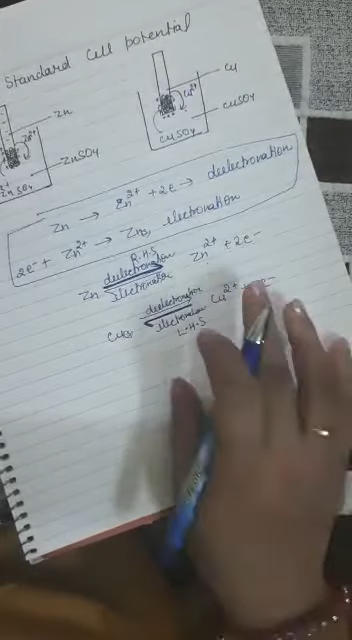 Standard Cell potential
Zn
Zn²⁺
ZnSO₄
ZnSO₄
Cu
Cu²⁺
CuSO₄
CuSO₄
Zn → Zn²⁺ + 2e⁻ → deelectronation
2e⁻ + Zn²⁺ → Zn(s) electronation
R.H.S
Zn deelectronation Zn²⁺ + 2e⁻
electronation
deelectronation
Cu(s) electronation Cu²⁺ + e⁻
L.H.S